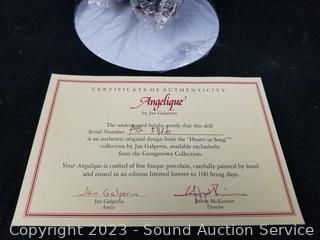 CERTIFICATE OF AUTHENTICITY
Angelique
by Jan Galperin
The undersigned hereby certify that this doll
Serial Number
is an authentic original design from the "Hearts in Song"
collection by Jan Galperin, available exclusively
from the Georgetown Collection.
Your Angelique is crafted of fine bisque porcelain, carefully painted by hand
and issued in an edition limited forever to 100 firing days.
Jan Galperin
Jan Galperin
Artist
Jeffrey McKinnon
Director
Copyright 2023 - Sound Auction Service